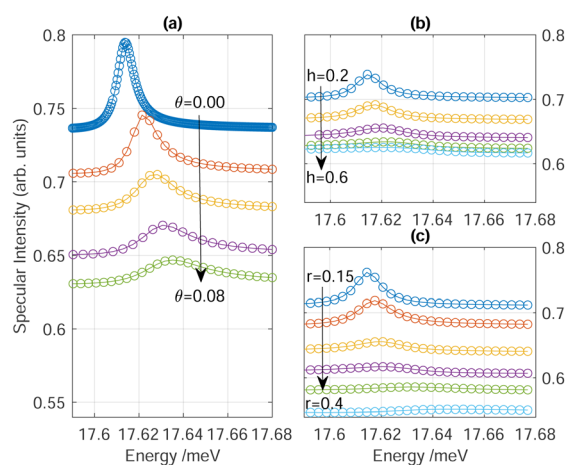 (a)
0.8
0.75
0.7
0.65
0.6
0.55
Specular Intensity (arb. units)
θ=0.00
θ=0.08
17.6 17.62 17.64 17.66 17.68
Energy /meV
(b)
h=0.2
h=0.6
0.8
0.7
0.6
17.6 17.62 17.64 17.66 17.68
(c)
r=0.15
r=0.4
0.8
0.7
0.6
17.6 17.62 17.64 17.66 17.68
Energy /meV